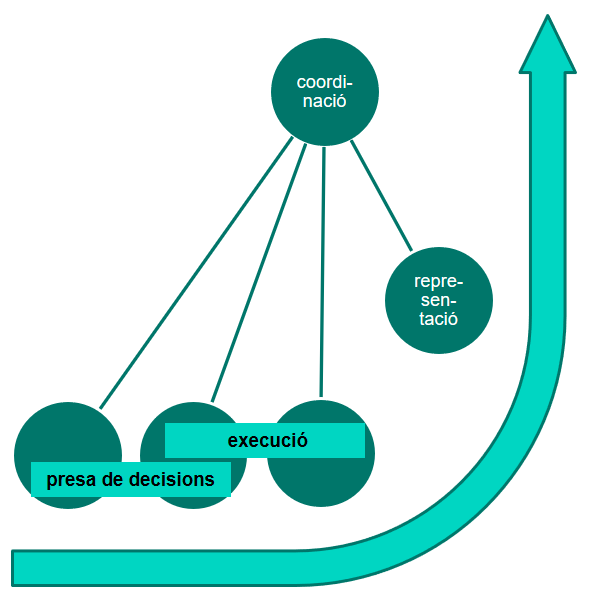 coordi-
nació
repre-
sen-
tació
execució
presa de decisions